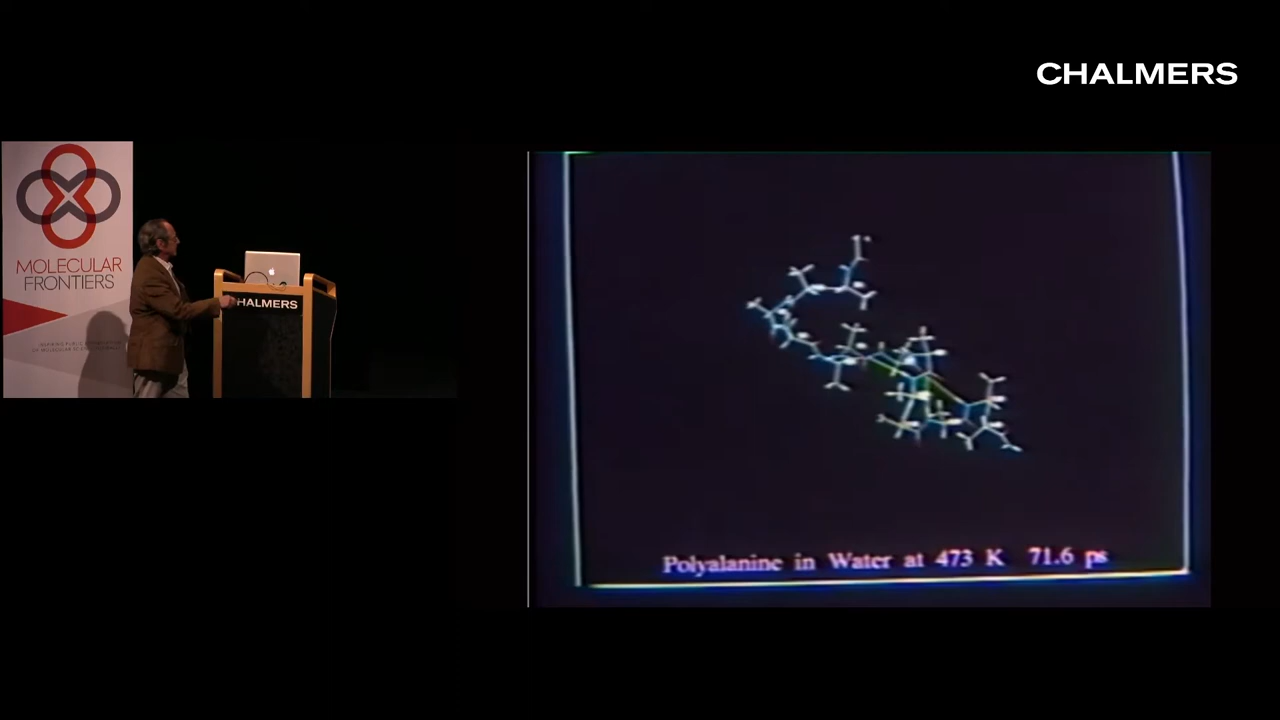 CHALMERS
MOLECULAR
FRONTIERS
CHALMERS
Polyalanine in Water at 473 K 71.6 ps